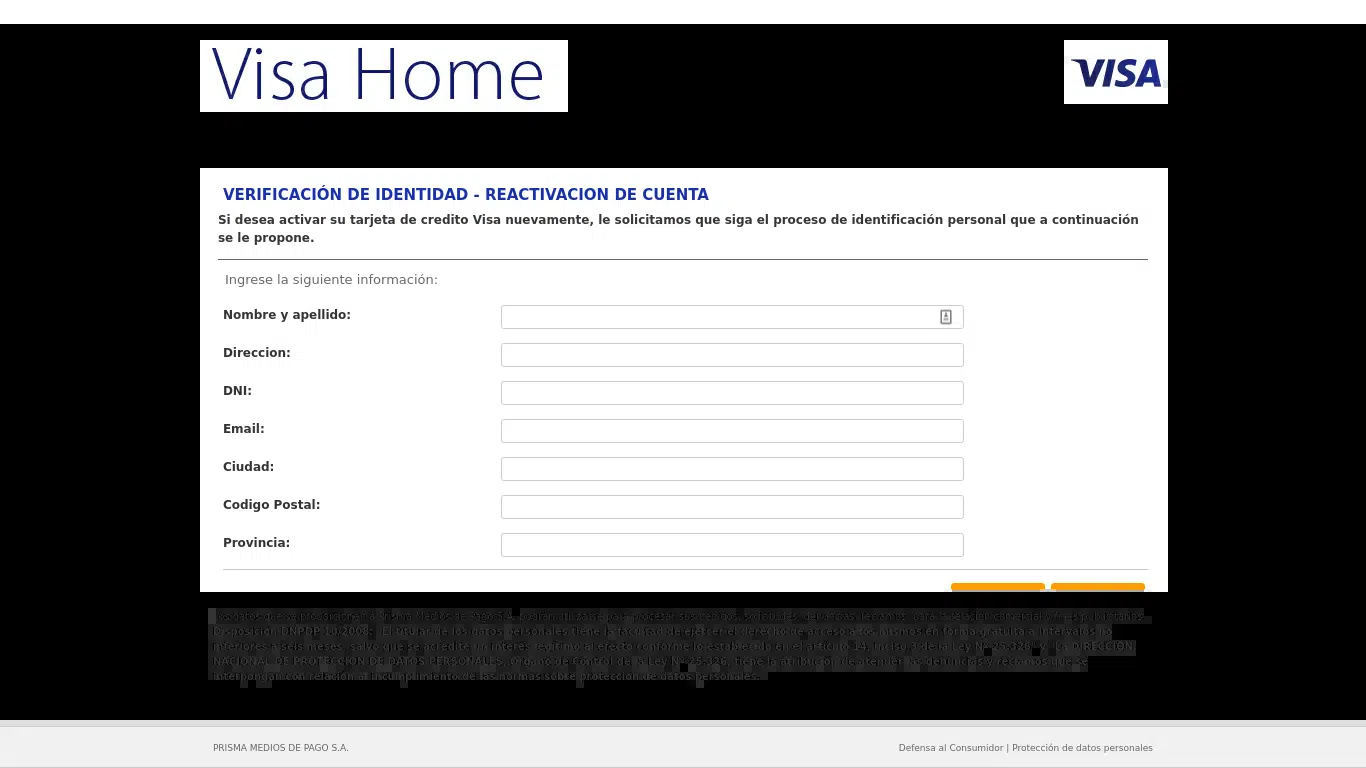 Visa Home
VISA
VERIFICACIÓN DE IDENTIDAD - REACTIVACION DE CUENTA
Si desea activar su tarjeta de credito Visa nuevamente, le solicitamos que siga el proceso de identificación personal que a continuación
se le propone.
Ingrese la siguiente información:
Nombre y apellido:
Direccion:
DNI:
Email:
Ciudad:
Codigo Postal:
Provincia:
Disposición DNPDP 10/2008: "El titular de los datos personales tiene la facultad de ejercer el derecho de acceso a los mismos en forma gratuita a intervalos no
inferiores a seis meses, salvo que se acredite un interés legítimo al efecto conforme lo establecido en el artículo 14, inciso 3 de la Ley Nº 25.326" y "LA DIRECCION
NACIONAL DE PROTECCION DE DATOS PERSONALES, Órgano de Control de la Ley Nº 25.326, tiene la atribución de atender las denuncias y reclamos que se
interpongan con relación al incumplimiento de las normas sobre protección de datos personales."
PRISMA MEDIOS DE PAGO S.A.
Defensa al Consumidor | Protección de datos personales